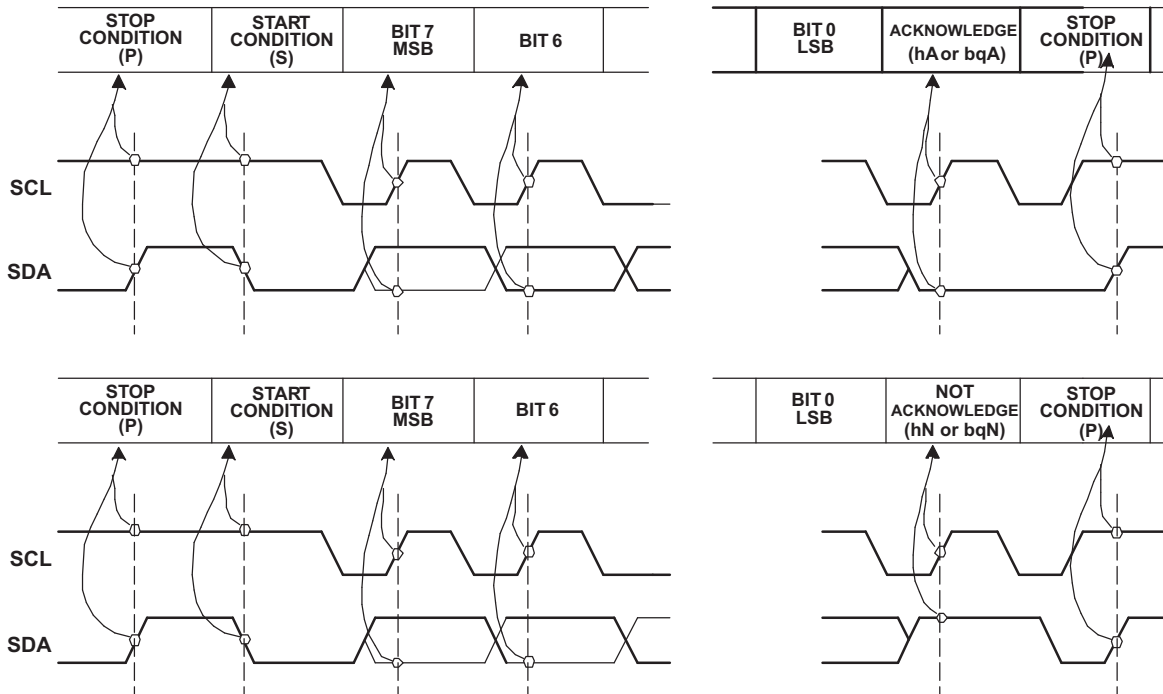 STOP
CONDITION
(P)
START
CONDITION
(S)
BIT 7
MSB
BIT 6
BIT 0
LSB
ACKNOWLEDGE
(hA or bqA)
STOP
CONDITION
(P)
SCL
SDA
STOP
CONDITION
(P)
START
CONDITION
(S)
BIT 7
MSB
BIT 6
BIT 0
LSB
NOT
ACKNOWLEDGE
(hN or bqN)
STOP
CONDITION
(P)
SCL
SDA